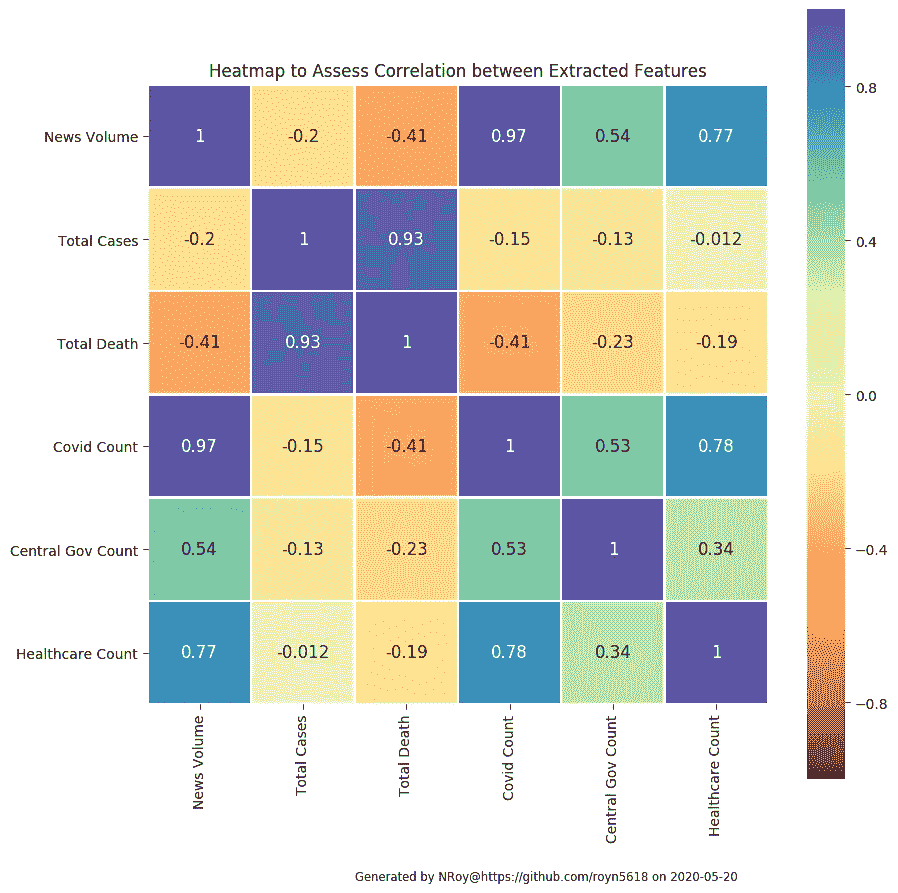 Heatmap to Assess Correlation between Extracted Features
News Volume 1 -0.2 -0.41 0.97 0.54 0.77
Total Cases -0.2 1 0.93 -0.15 -0.13 -0.012
Total Death -0.41 0.93 1 -0.41 -0.23 -0.19
Covid Count 0.97 -0.15 -0.41 1 0.53 0.78
Central Gov Count 0.54 -0.13 -0.23 0.53 1 0.34
Healthcare Count 0.77 -0.012 -0.19 0.78 0.34 1
News Volume
Total Cases
Total Death
Covid Count
Central Gov Count
Healthcare Count
0.8
0.4
0.0
−0.4
−0.8
Generated by NRoy@https://github.com/royn5618 on 2020-05-20